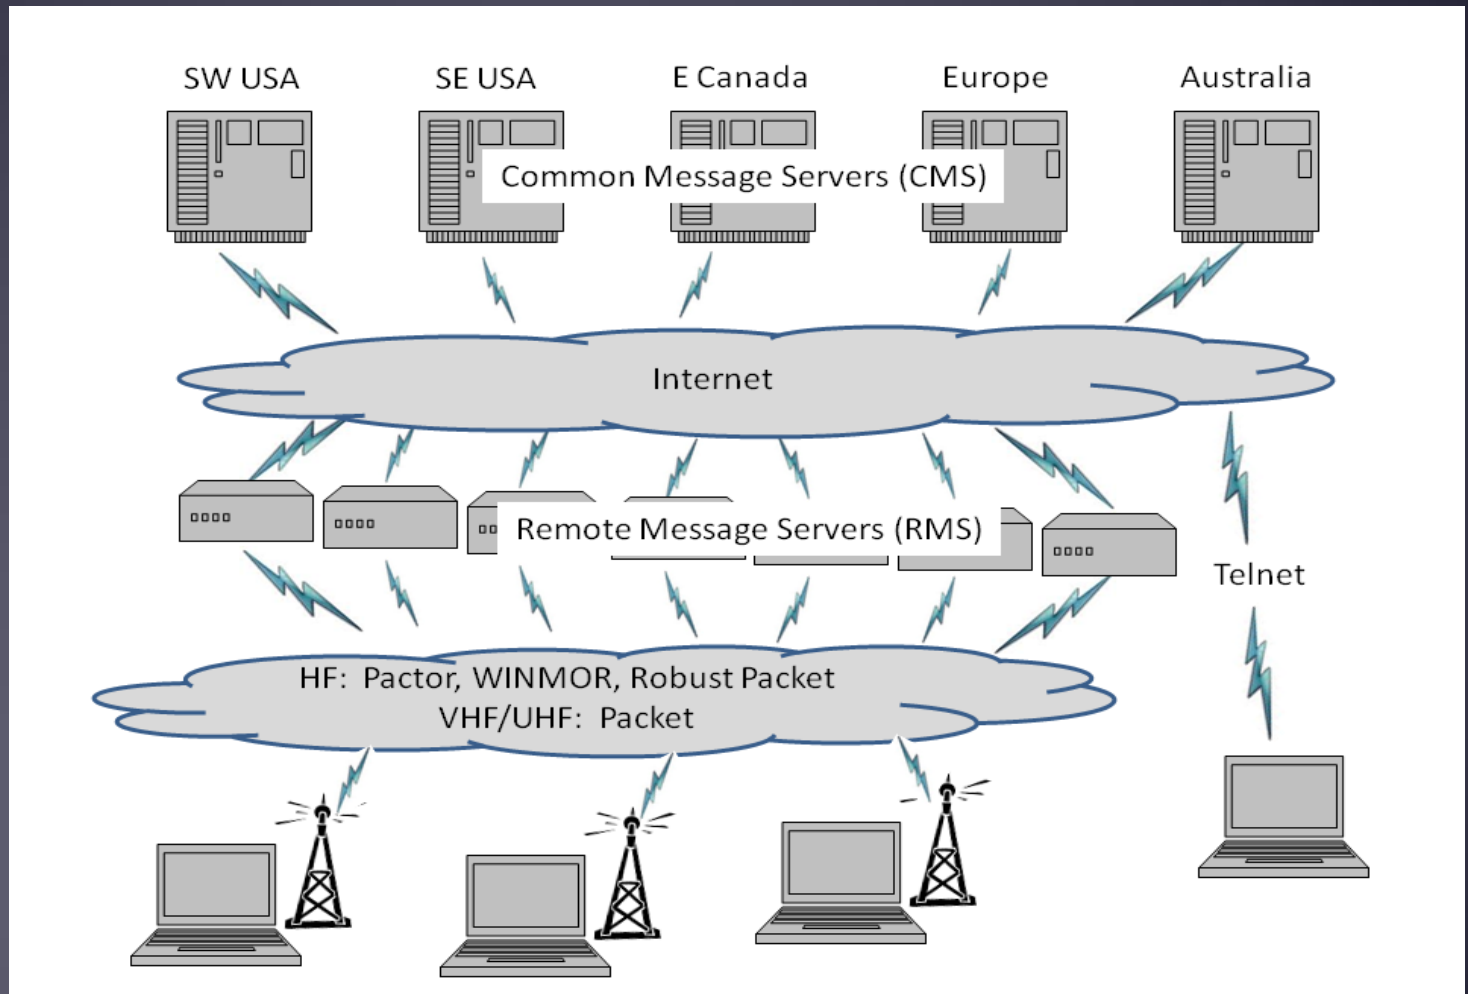 SW USA
SE USA
E Canada
Europe
Australia
Common Message Servers (CMS)
Internet
Remote Message Servers (RMS)
Telnet
HF:  Pactor, WINMOR, Robust Packet
VHF/UHF:  Packet